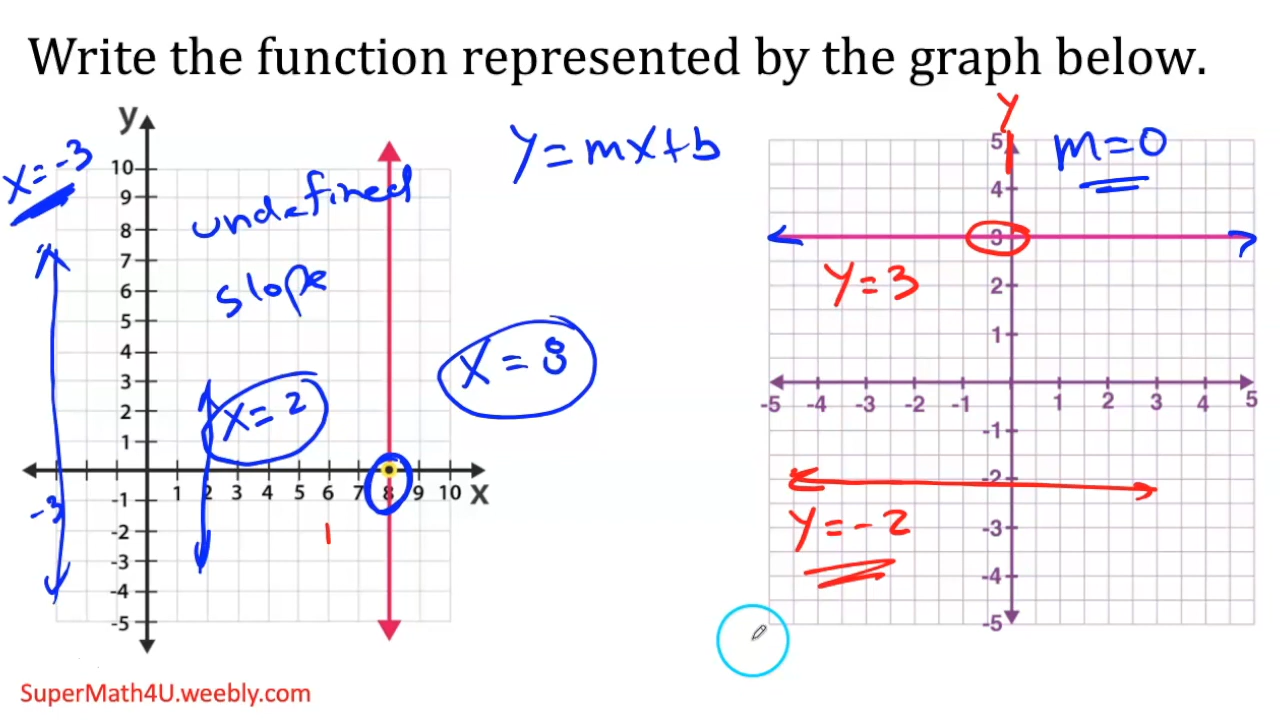 Write the function represented by the graph below.
y
x=-3
10
9
8
7
6
5
4
3
2
1
-1
-2
-3
-4
-5
1 2 3 4 5 6 7 8 9 10 x
undefined
slope
x=2
-3
x = 8
y=mx+b
y
m=0
5
4
3
2
1
-1
-2
-3
-4
-5
-5 -4 -3 -2 -1 1 2 3 4 5
y=3
y=-2
SuperMath4U.weebly.com